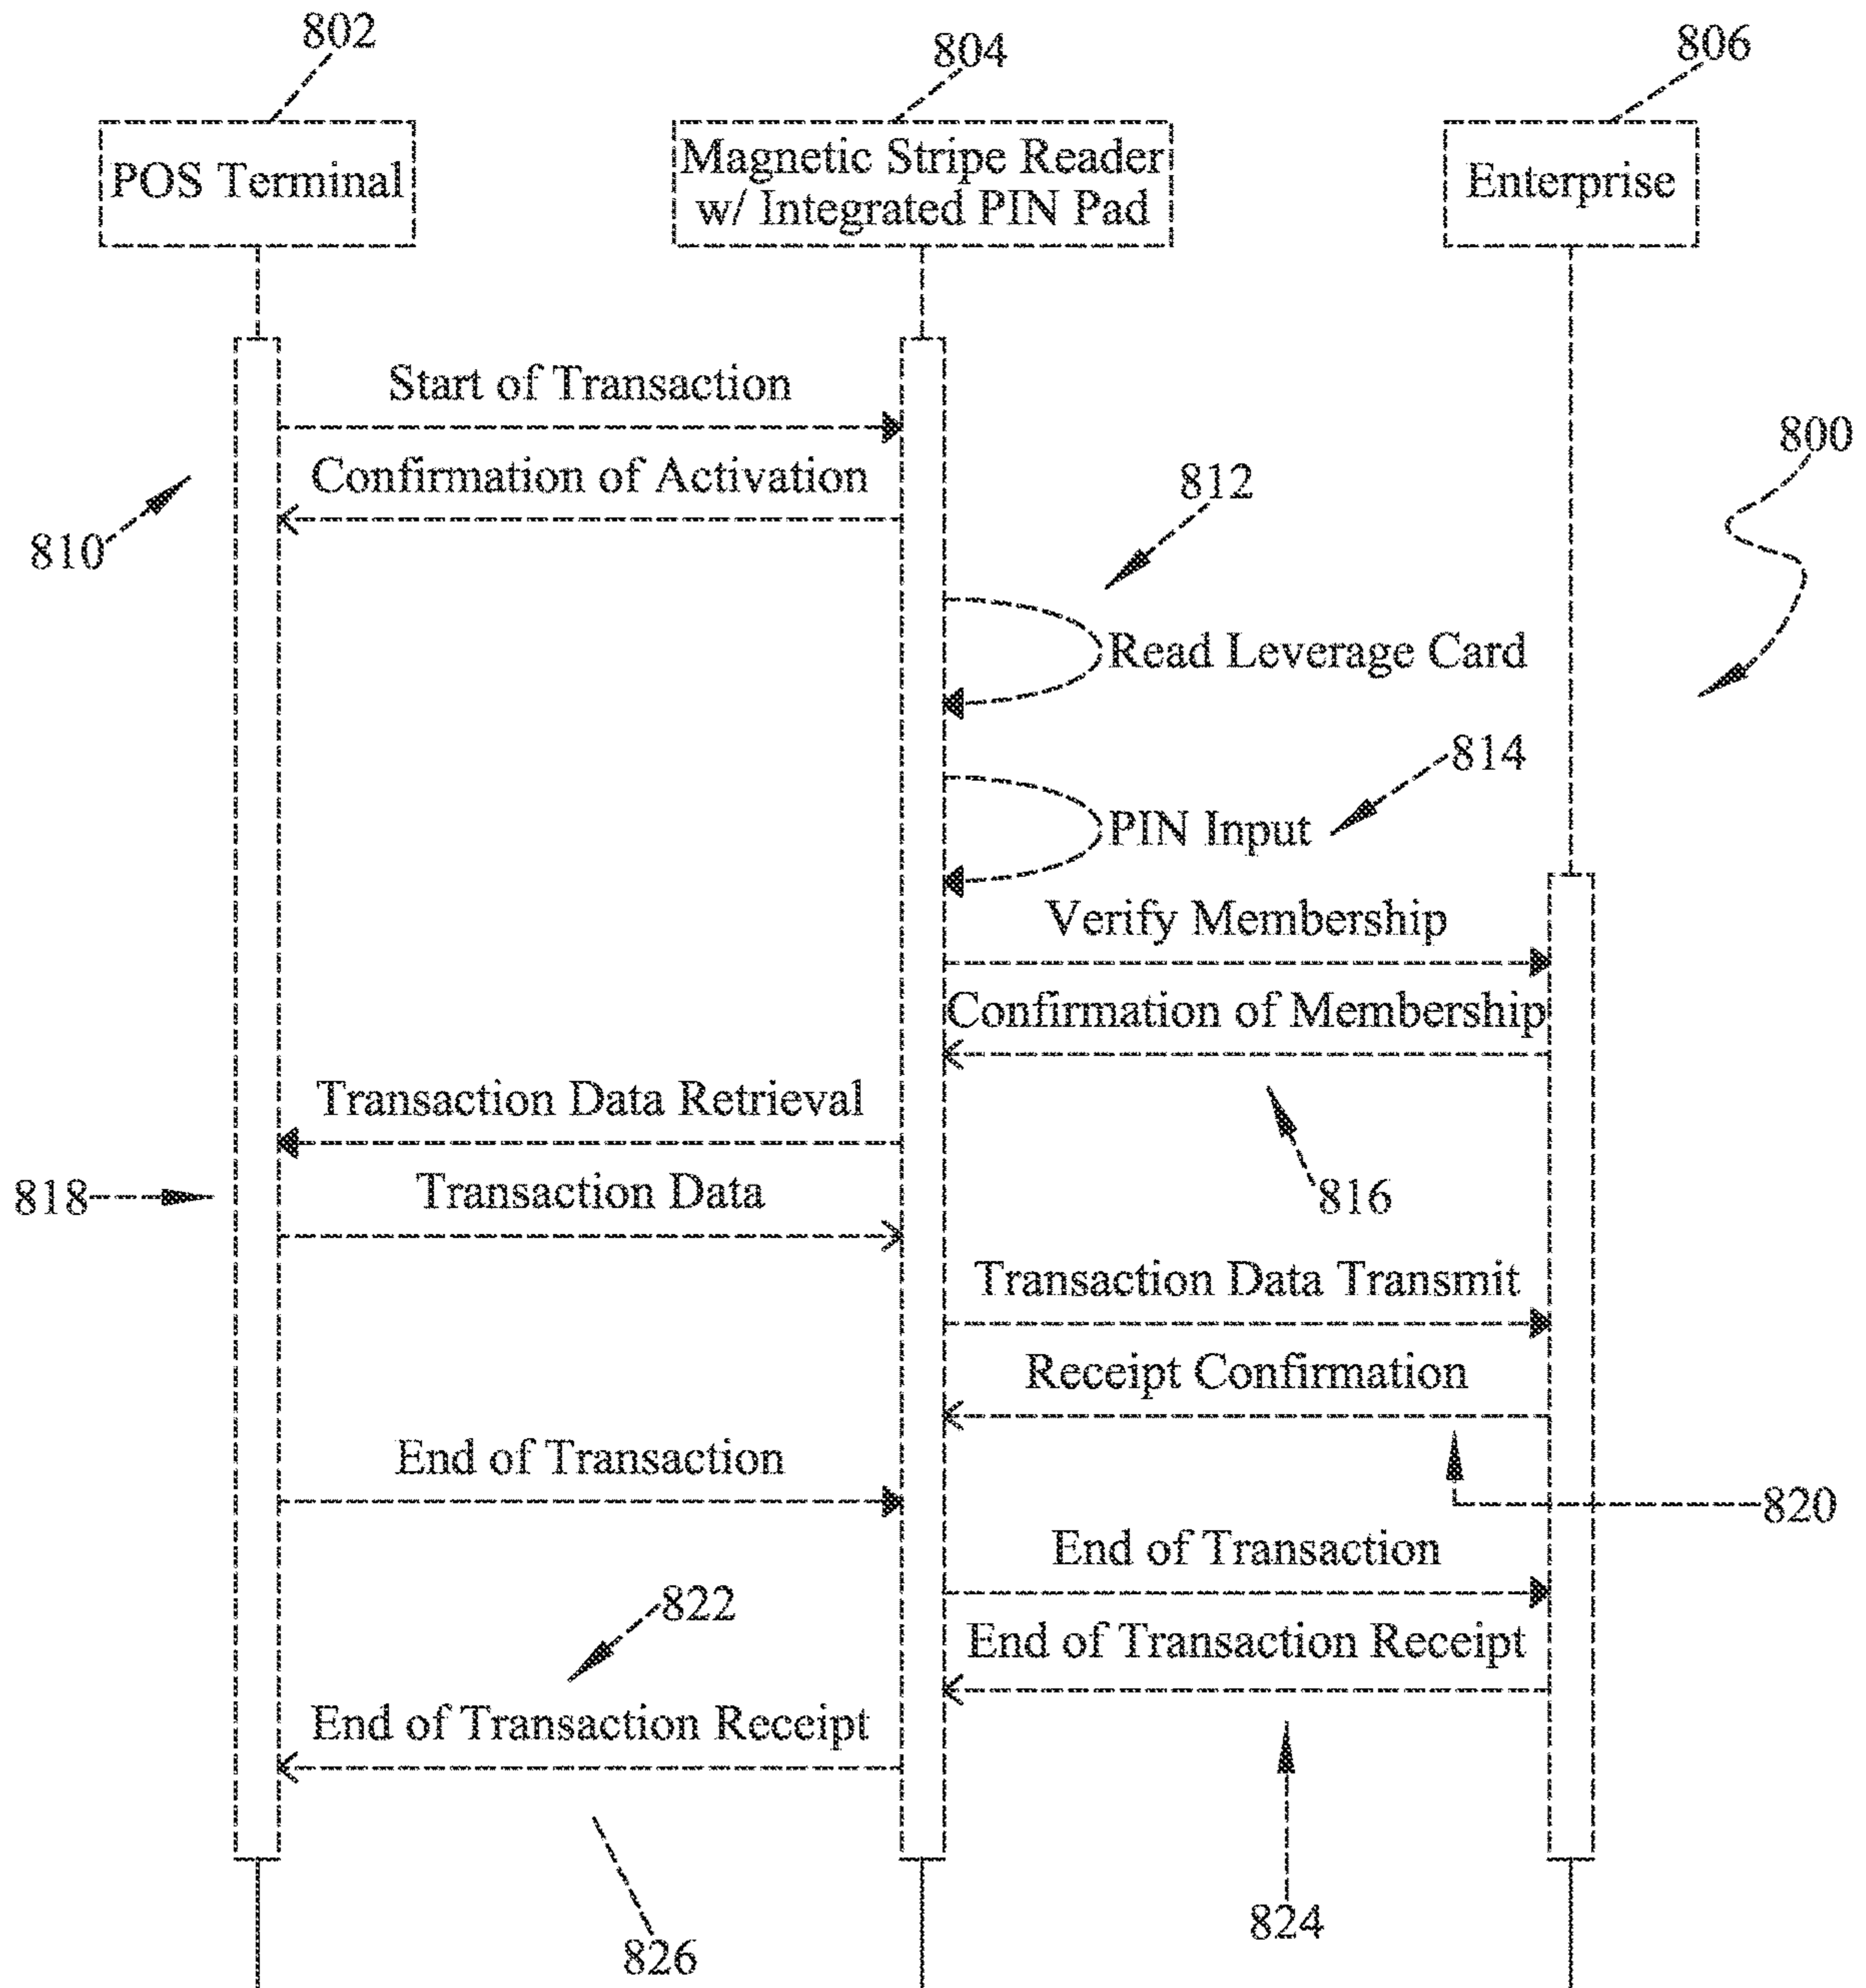 802
804
806
POS Terminal
Magnetic Stripe Reader
w/ Integrated PIN Pad
Enterprise
Start of Transaction
800
Confirmation of Activation
812
810
Read Leverage Card
814
PIN Input
Verify Membership
Confirmation of Membership
Transaction Data Retrieval
818
Transaction Data
816
Transaction Data Transmit
Receipt Confirmation
End of Transaction
820
End of Transaction
822
End of Transaction Receipt
End of Transaction Receipt
824
826